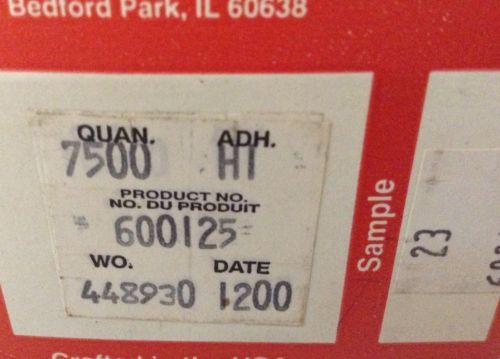 Bedford Park, IL 60638
QUAN. ADH.
7500 HI
PRODUCT NO.
NO. DU PRODUIT
600125
WO. DATE
448930 1200
Sample
23